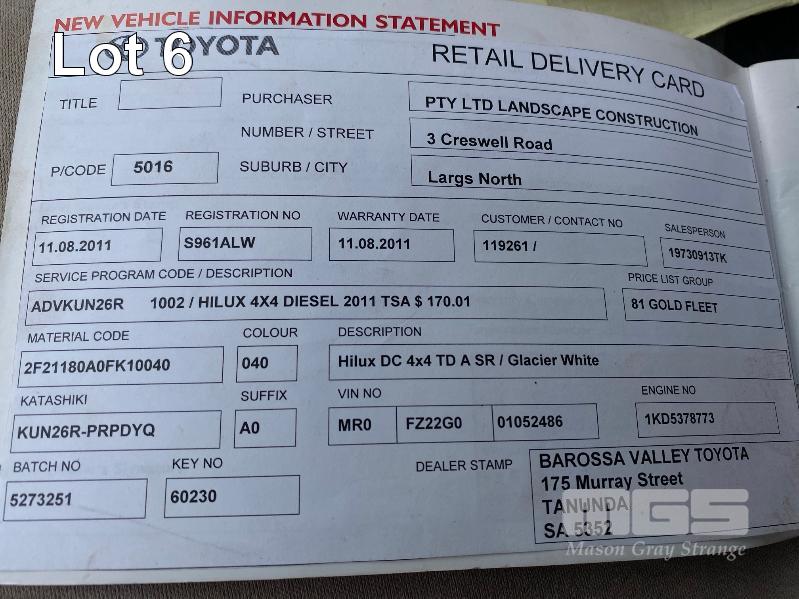 NEW VEHICLE INFORMATION STATEMENT
Lot 6
TOYOTA
RETAIL DELIVERY CARD
TITLE
PURCHASER
PTY LTD LANDSCAPE CONSTRUCTION
NUMBER / STREET
3 Creswell Road
P/CODE 5016
SUBURB / CITY
Largs North
REGISTRATION DATE REGISTRATION NO WARRANTY DATE CUSTOMER / CONTACT NO SALESPERSON
11.08.2011 S961ALW 11.08.2011 119261 / 19730913TK
SERVICE PROGRAM CODE / DESCRIPTION PRICE LIST GROUP
ADVKUN26R 1002 / HILUX 4X4 DIESEL 2011 TSA $ 170.01 81 GOLD FLEET
MATERIAL CODE COLOUR DESCRIPTION
2F21180A0FK10040 040 Hilux DC 4x4 TD A SR / Glacier White
KATASHIKI SUFFIX VIN NO ENGINE NO
KUN26R-PRPDYQ A0 MR0 FZ22G0 01052486 1KD5378773
BATCH NO KEY NO DEALER STAMP
5273251 60230
BAROSSA VALLEY TOYOTA
175 Murray Street
TANUNDA
SA 5352
MGS
Mason Gray Strange